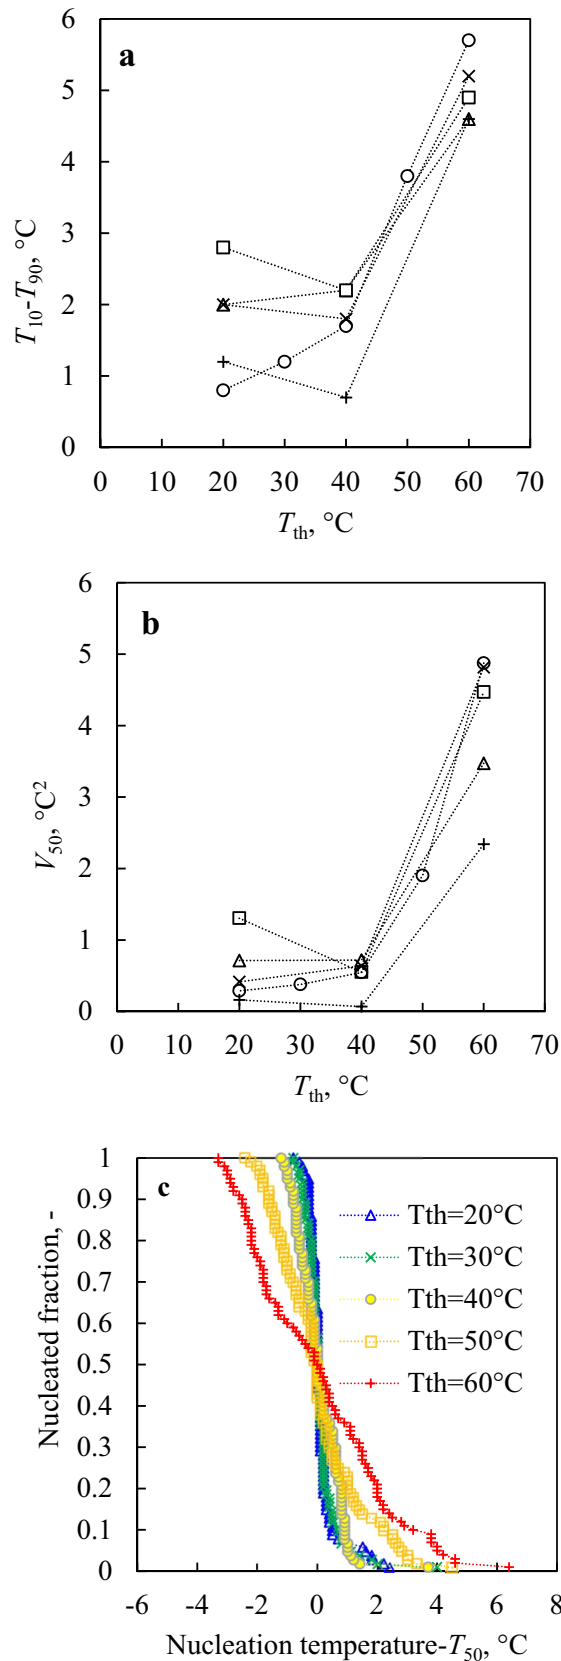 6
a
5
4
3
2
1
0
T10-T90, °C
0 10 20 30 40 50 60 70
Tth, °C
6
b
5
4
3
2
1
0
V50, °C2
0 10 20 30 40 50 60 70
Tth, °C
1
c
0.9
0.8
0.7
0.6
0.5
0.4
0.3
0.2
0.1
0
Nucleated fraction, -
Tth=20°C
Tth=30°C
Tth=40°C
Tth=50°C
Tth=60°C
-6 -4 -2 0 2 4 6 8
Nucleation temperature-T50, °C